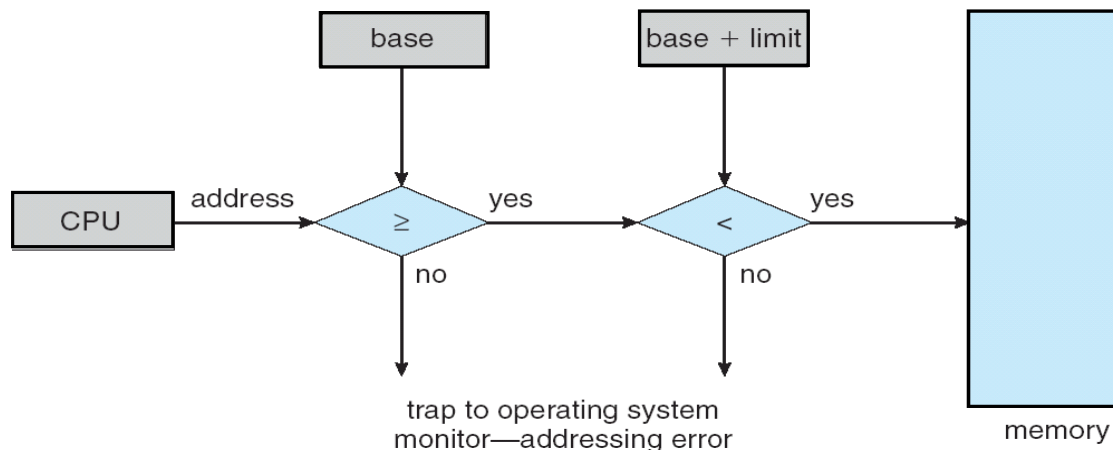 base
base + limit
CPU
address
≥
yes
<
yes
no
no
trap to operating system
monitor—addressing error
memory